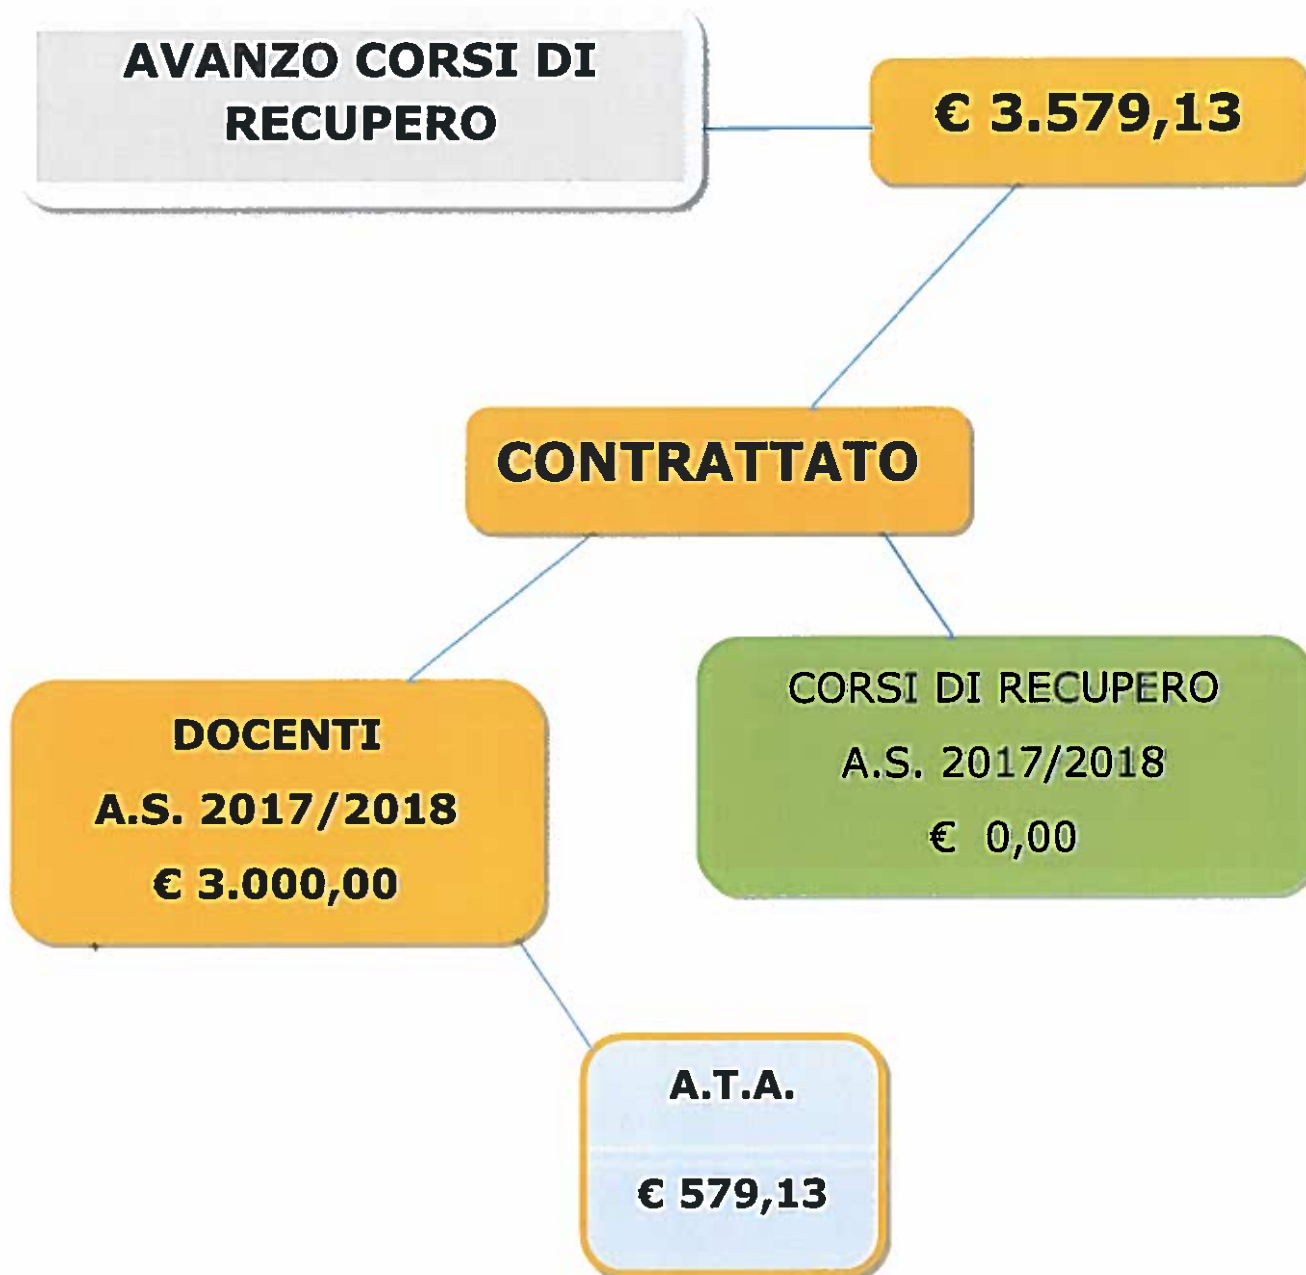 AVANZO CORSI DI
RECUPERO
€ 3.579,13
CONTRATTATO
DOCENTI
A.S. 2017/2018
€ 3.000,00
CORSI DI RECUPERO
A.S. 2017/2018
€ 0,00
A.T.A.
€ 579,13